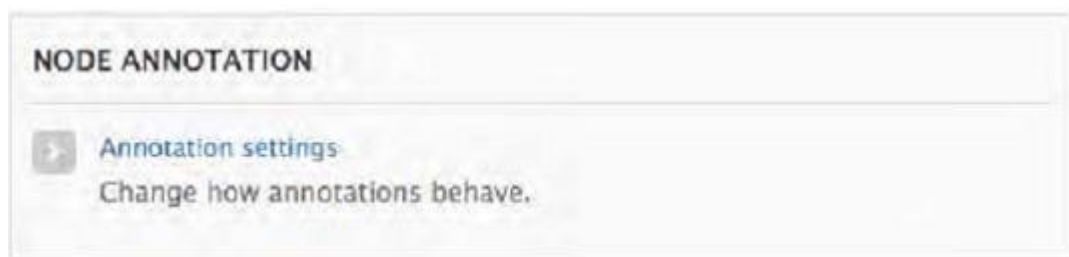 NODE ANNOTATION
Annotation settings
Change how annotations behave.